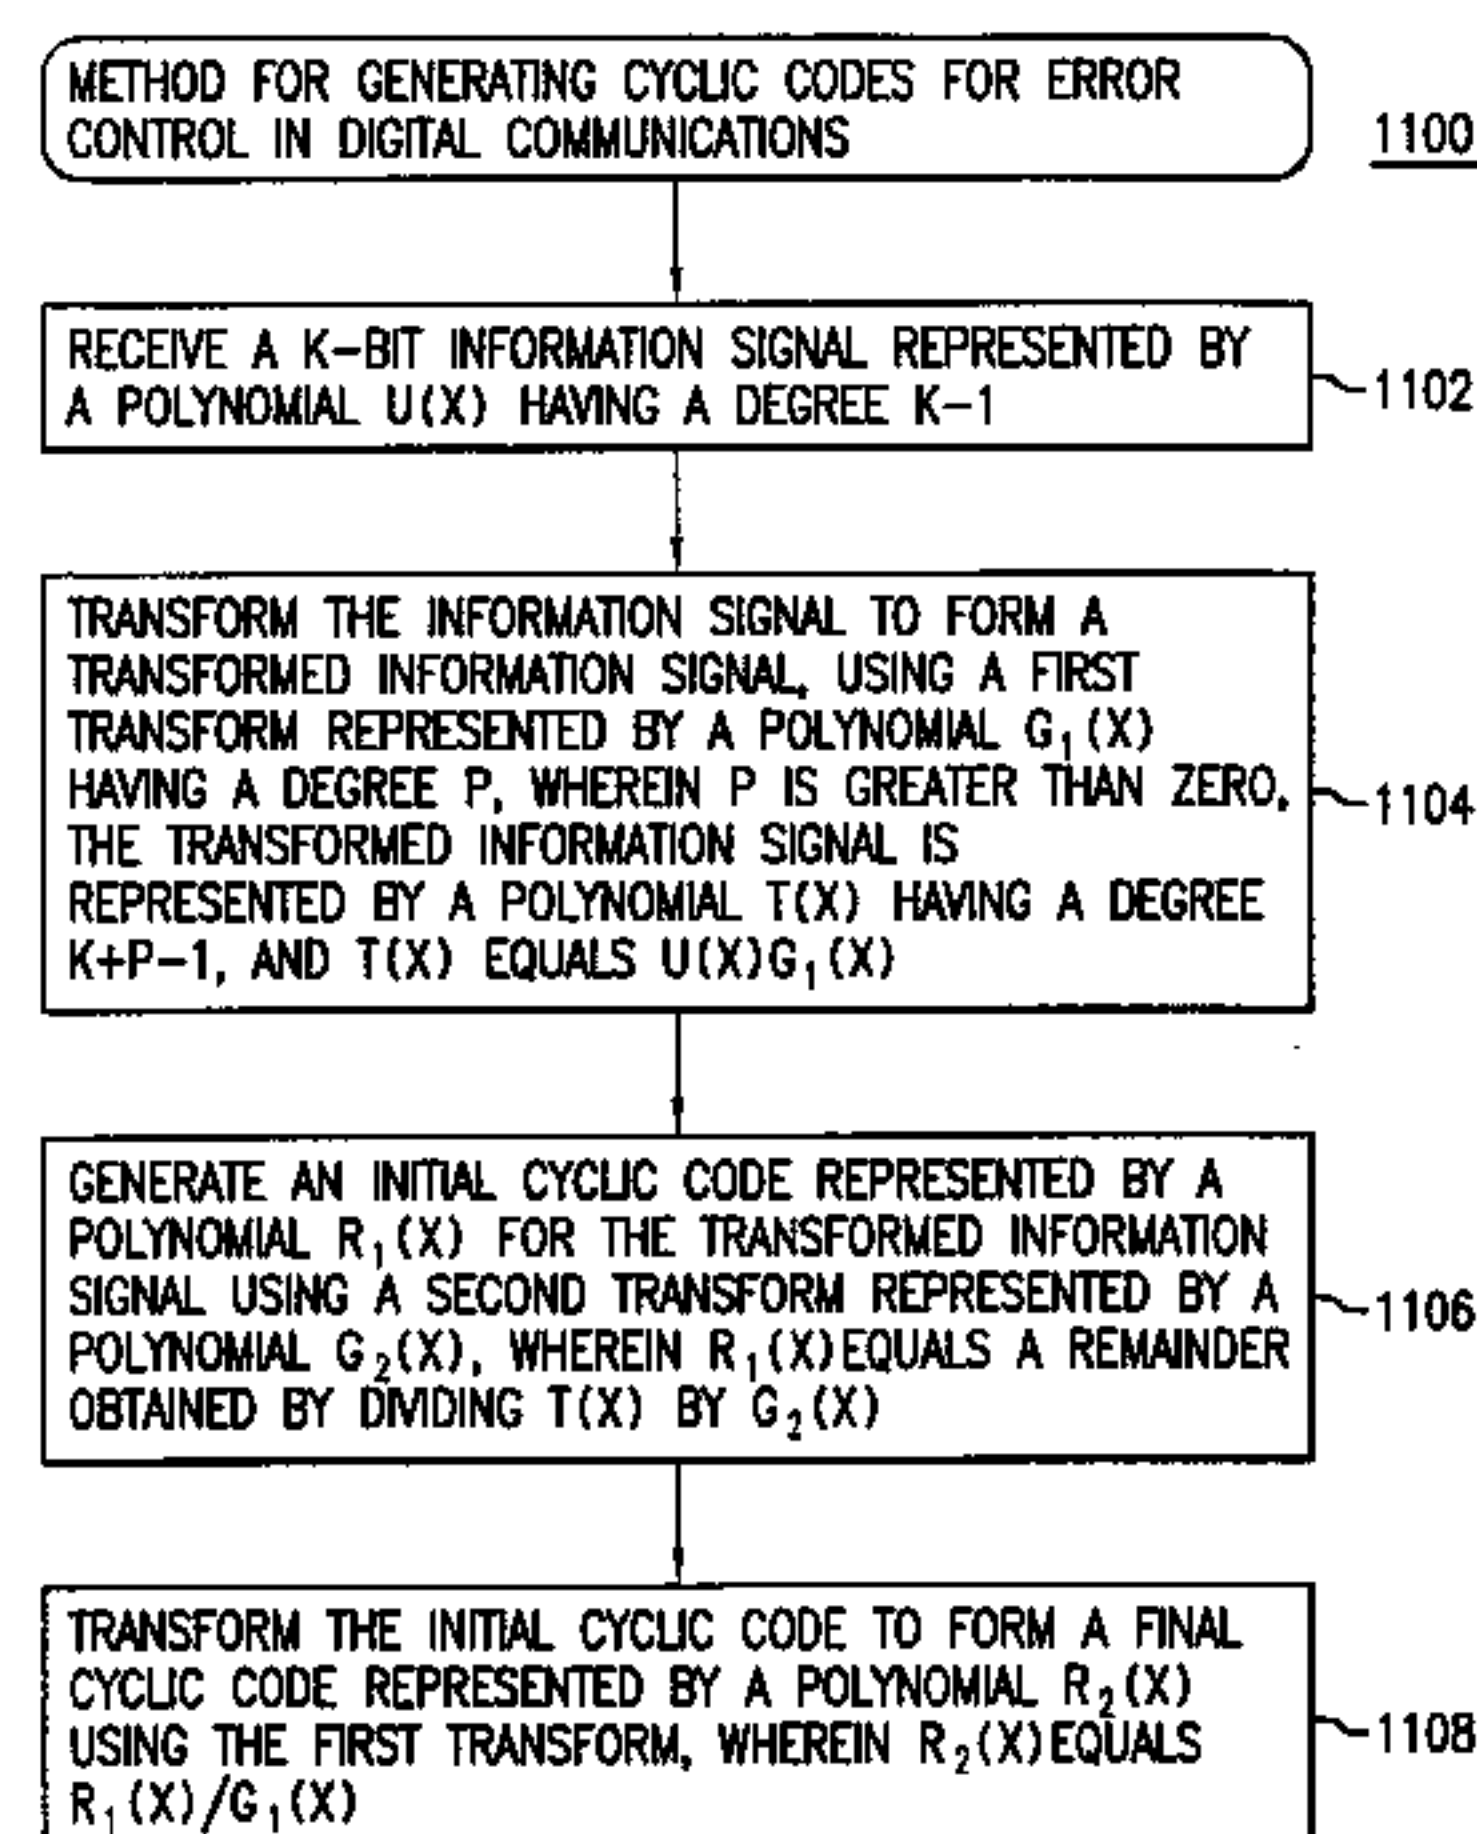 METHOD FOR GENERATING CYCLIC CODES FOR ERROR
CONTROL IN DIGITAL COMMUNICATIONS
1100
RECEIVE A K-BIT INFORMATION SIGNAL REPRESENTED BY
A POLYNOMIAL U(X) HAVING A DEGREE K-1
1102
TRANSFORM THE INFORMATION SIGNAL TO FORM A
TRANSFORMED INFORMATION SIGNAL, USING A FIRST
TRANSFORM REPRESENTED BY A POLYNOMIAL G₁(X)
HAVING A DEGREE P, WHEREIN P IS GREATER THAN ZERO.
THE TRANSFORMED INFORMATION SIGNAL IS
REPRESENTED BY A POLYNOMIAL T(X) HAVING A DEGREE
K+P-1, AND T(X) EQUALS U(X)G₁(X)
1104
GENERATE AN INITIAL CYCLIC CODE REPRESENTED BY A
POLYNOMIAL R₁(X) FOR THE TRANSFORMED INFORMATION
SIGNAL USING A SECOND TRANSFORM REPRESENTED BY A
POLYNOMIAL G₂(X), WHEREIN R₁(X)EQUALS A REMAINDER
OBTAINED BY DIVIDING T(X) BY G₂(X)
1106
TRANSFORM THE INITIAL CYCLIC CODE TO FORM A FINAL
CYCLIC CODE REPRESENTED BY A POLYNOMIAL R₂(X)
USING THE FIRST TRANSFORM, WHEREIN R₂(X)EQUALS
R₁(X)/G₁(X)
1108